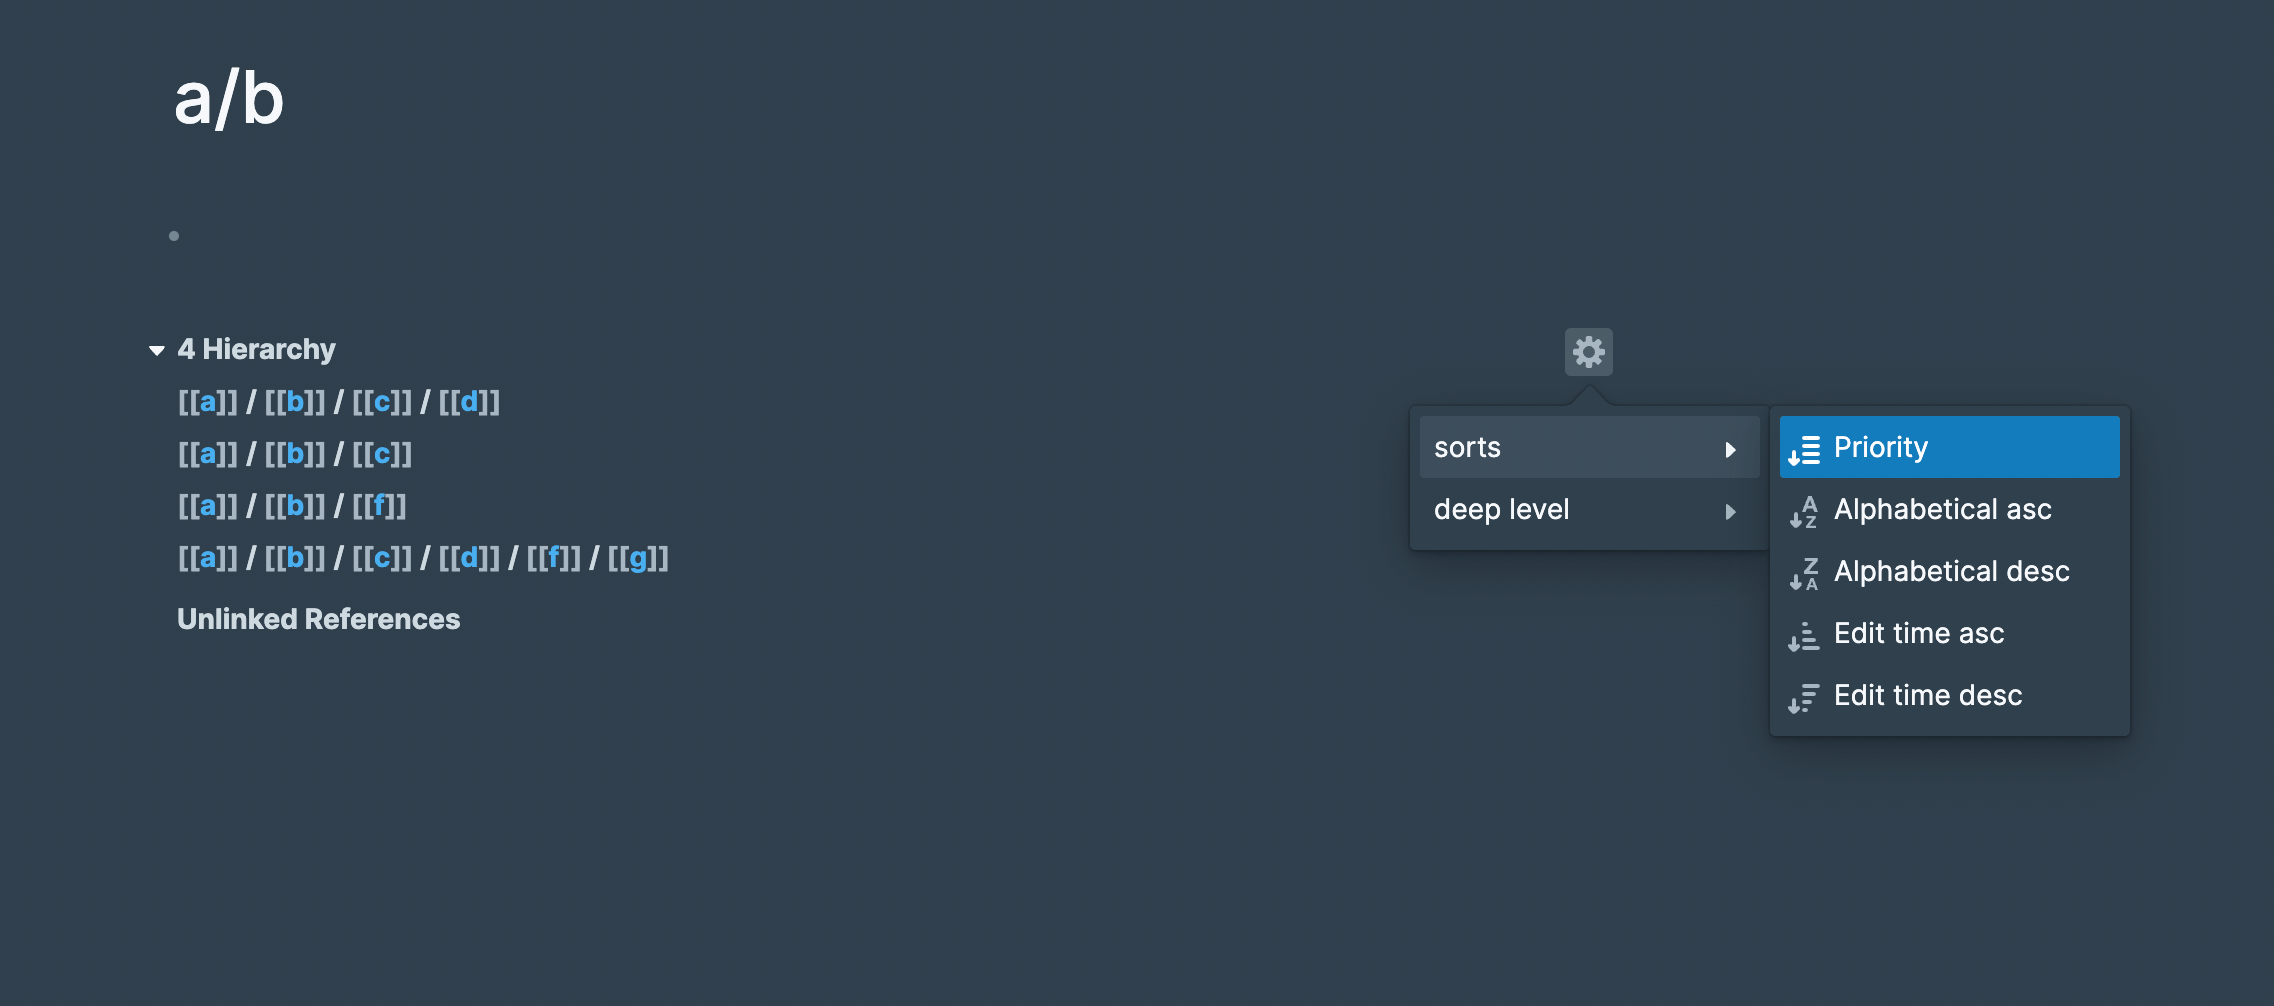 a/b
4 Hierarchy
[[a]] / [[b]] / [[c]] / [[d]]
[[a]] / [[b]] / [[c]]
[[a]] / [[b]] / [[f]]
[[a]] / [[b]] / [[c]] / [[d]] / [[f]] / [[g]]
Unlinked References
sorts
deep level
Priority
Alphabetical asc
Alphabetical desc
Edit time asc
Edit time desc